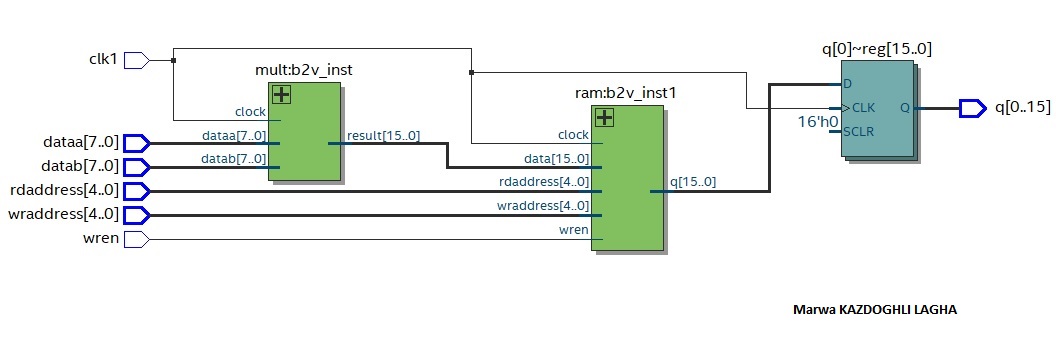 q[0]~reg[15..0]
clk1
mult:b2v_inst
D
ram:b2v_inst1
CLK
Q
q[0..15]
clock
16'h0
SCLR
dataa[7..0]
dataa[7..0]
result[15..0]
clock
datab[7..0]
datab[7..0]
data[15..0]
rdaddress[4..0]
rdaddress[4..0]
q[15..0]
wraddress[4..0]
wraddress[4..0]
wren
wren
Marwa KAZDOGHLI LAGHA